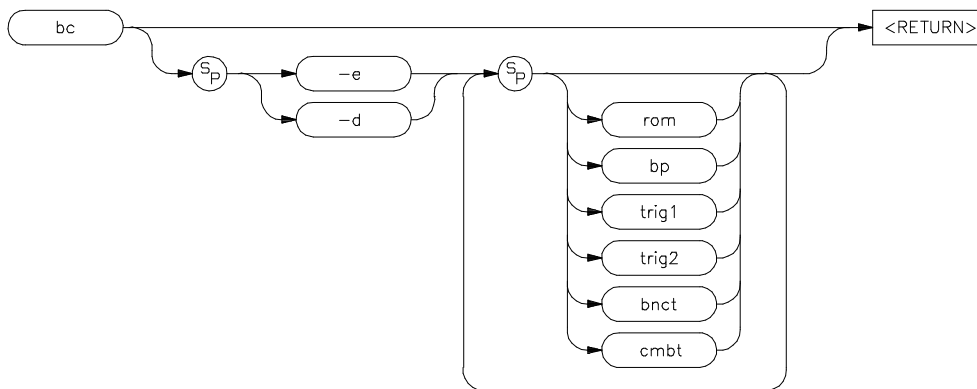 bc
<RETURN>
SP
-e
SP
-d
rom
bp
trig1
trig2
bnct
cmbt